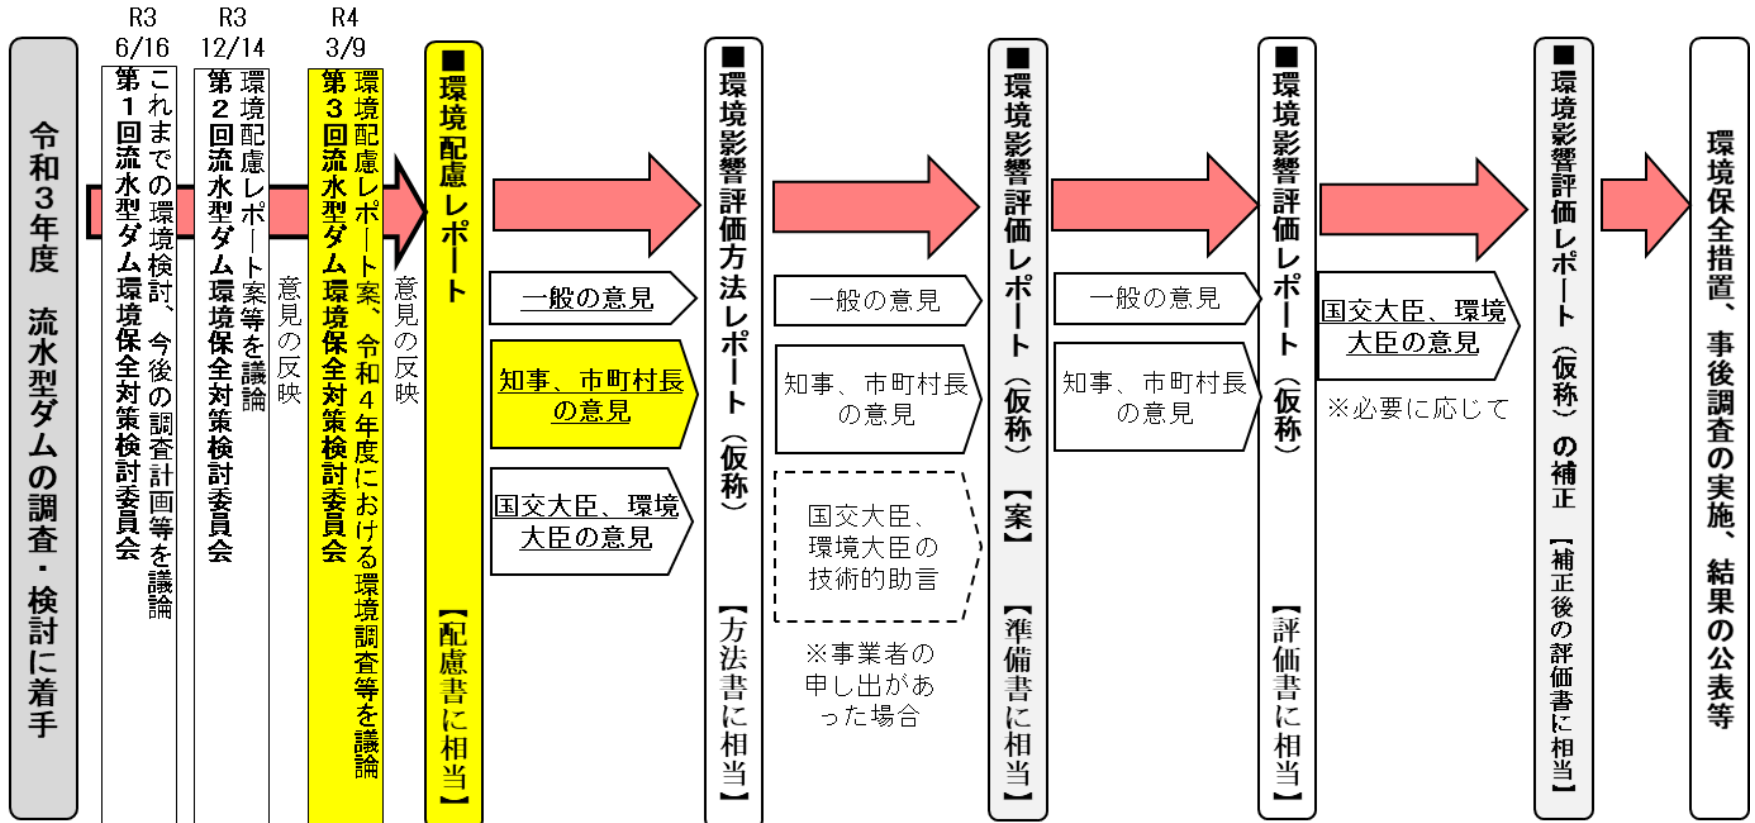 令和３年度　流水型ダムの調査・検討に着手
R3
6/16
第１回流水型ダム環境保全対策検討委員会
これまでの環境検討、今後の調査計画等を議論
R3
12/14
第２回流水型ダム環境保全対策検討委員会
環境配慮レポート案等を議論
意見の反映
R4
3/9
第３回流水型ダム環境保全対策検討委員会
環境配慮レポート案、令和４年度における環境調査等を議論
意見の反映
■環境配慮レポート　【配慮書に相当】
一般の意見
知事、市町村長
の意見
国交大臣、環境
大臣の意見
■環境影響評価方法レポート（仮称）　【方法書に相当】
一般の意見
知事、市町村長
の意見
国交大臣、
環境大臣の
技術的助言
※事業者の
申し出があ
った場合
■環境影響評価レポート（仮称）【案】　【準備書に相当】
一般の意見
知事、市町村長
の意見
■環境影響評価レポート（仮称）　【評価書に相当】
国交大臣、環境
大臣の意見
※必要に応じて
■環境影響評価レポート（仮称）の補正　【補正後の評価書に相当】
環境保全措置、事後調査の実施、結果の公表等